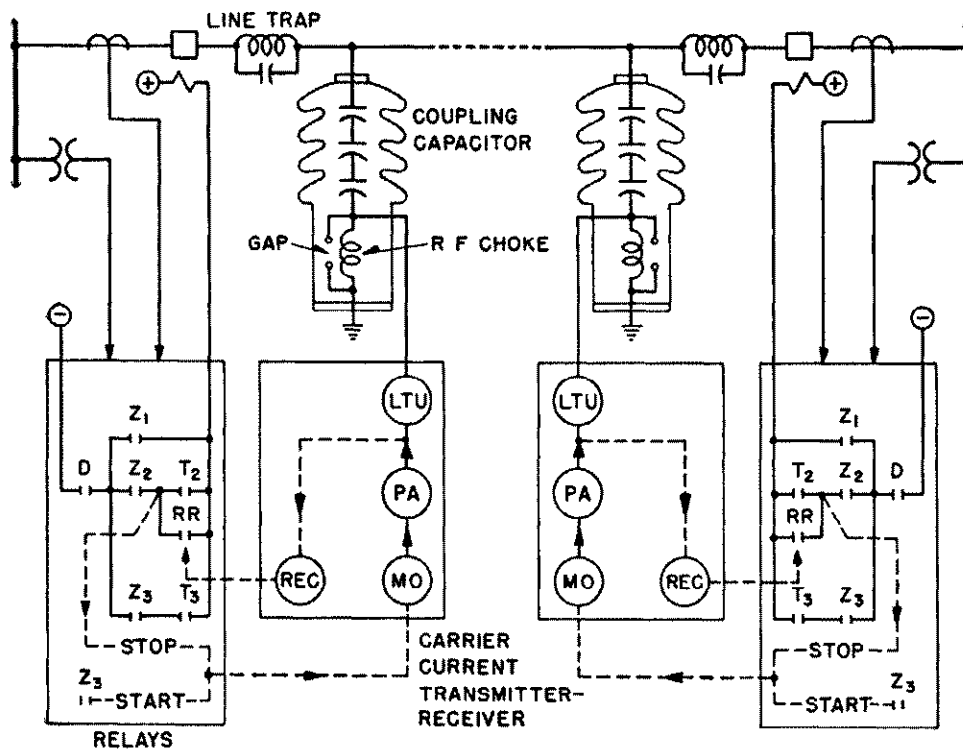 LINE TRAP
+
+
COUPLING
CAPACITOR
GAP
R F CHOKE
−
−
LTU
LTU
Z1
Z1
D
Z2
T2
PA
PA
T2
Z2
D
RR
RR
REC
MO
MO
REC
Z3
T3
T3
Z3
STOP
STOP
CARRIER
CURRENT
TRANSMITTER-
RECEIVER
Z3
START
START
Z3
RELAYS